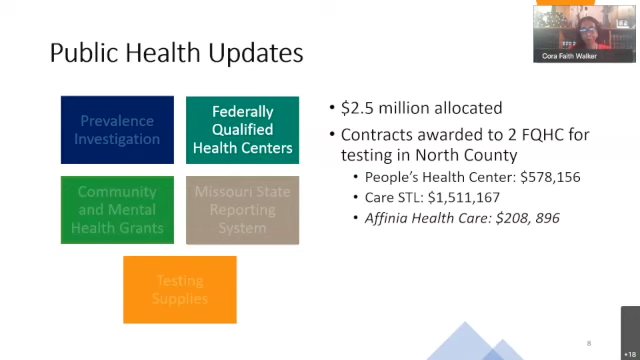 Public Health Updates
Cora Faith Walker
Prevalence
Investigation
Federally
Qualified
Health Centers
Community
and Mental
Health Grants
Missouri State
Reporting
System
Testing
Supplies
• $2.5 million allocated
• Contracts awarded to 2 FQHC for
testing in North County
• People's Health Center: $578,156
• Care STL: $1,511,167
• Affinia Health Care: $208, 896
8
+18